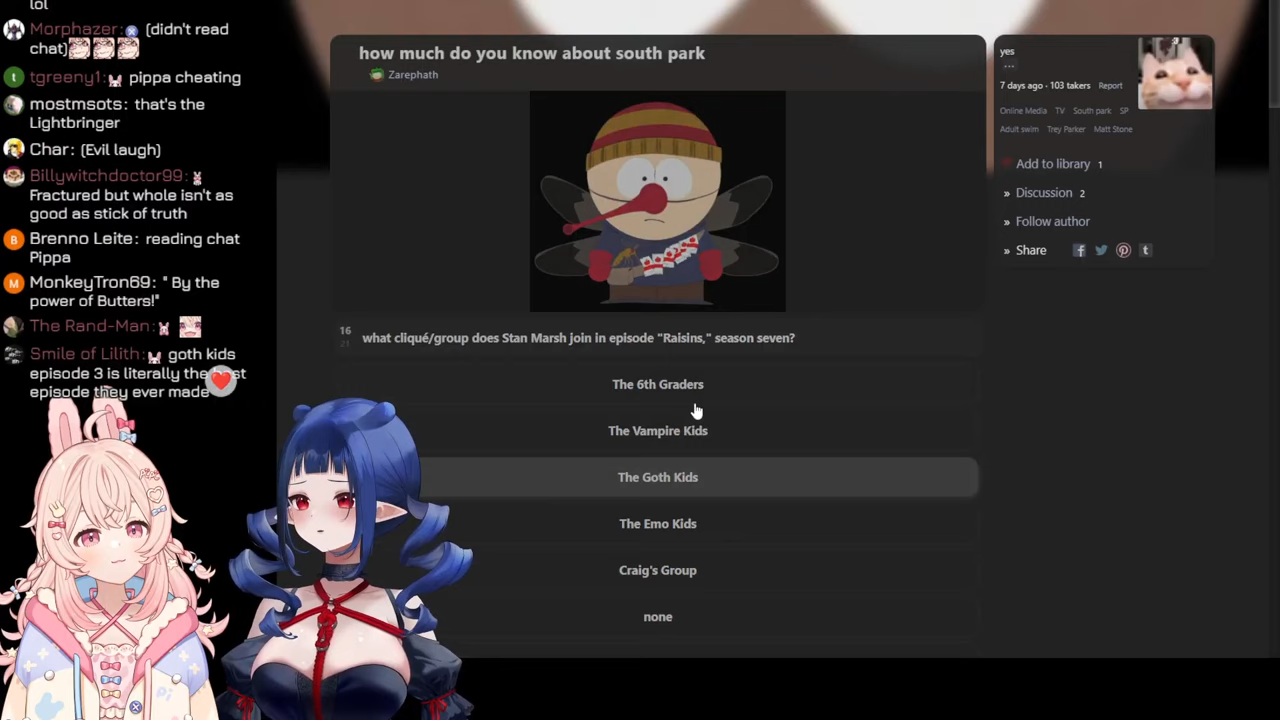 lol
Morphazer: (didn't read
chat)
tgreeny1: pippa cheating
mostmsots: that's the
Lightbringer
Char: (Evil laugh)
Billywitchdoctor99:
Fractured but whole isn't as
good as stick of truth
Brenno Leite: reading chat
Pippa
MonkeyTron69: " By the
power of Butters!"
The Rand-Man:
Smile of Lilith: goth kids
episode 3 is literally the best
episode they ever made
how much do you know about south park
Zarephath
16
21
what cliqué/group does Stan Marsh join in episode "Raisins," season seven?
The 6th Graders
The Vampire Kids
The Goth Kids
The Emo Kids
Craig's Group
none
yes
...
7 days ago · 103 takers Report
Online Media TV South park SP
Adult swim Trey Parker Matt Stone
Add to library 1
» Discussion 2
» Follow author
» Share